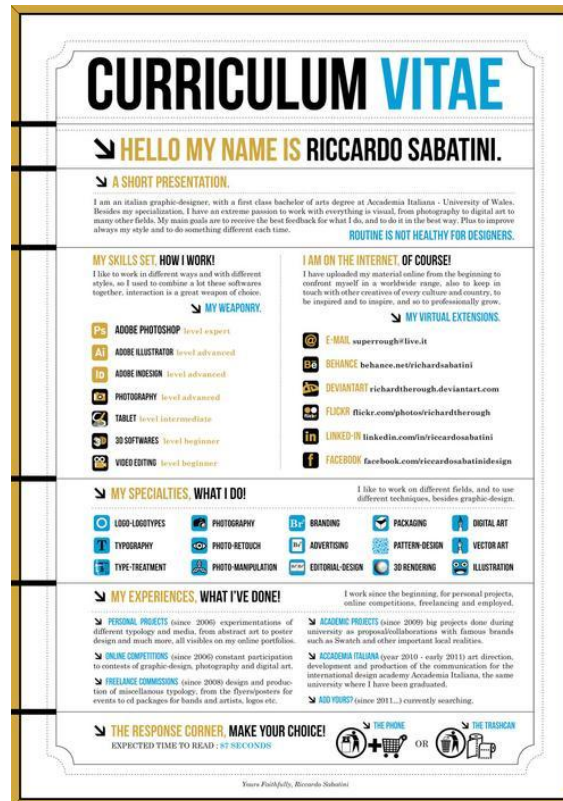 CURRICULUM VITAE
HELLO MY NAME IS RICCARDO SABATINI.
A SHORT PRESENTATION.
I am an italian graphic-designer, with a first class bachelor of arts degree at Accademia Italiana - University of Wales.
Besides my specialization, I have an extreme passion to work with everything is visual, from photography to digital art to
many other fields. My main goals are to receive the best feedback for what I do, and to do it in the best way. Plus to improve
always my style and to do something different each time.
ROUTINE IS NOT HEALTHY FOR DESIGNERS.
MY SKILLS SET, HOW I WORK!
I like to work in different ways and with different
styles, so I used to combine a lot these softwares
together, interaction is a great weapon of choice.
MY WEAPONRY.
Ps ADOBE PHOTOSHOP level expert
Ai ADOBE ILLUSTRATOR level advanced
ID ADOBE INDESIGN level advanced
PHOTOGRAPHY level advanced
TABLET level intermediate
3D SOFTWARES level beginner
VIDEO EDITING level beginner
I AM ON THE INTERNET, OF COURSE!
I have uploaded my material online from the beginning to
confront myself in a worldwide range, also to keep in
touch with other creatives of every culture and country, to
be inspired and to inspire, and so to professionally grow.
MY VIRTUAL EXTENSIONS.
@ E-MAIL superrough@live.it
Bē BEHANCE behance.net/richardsabatini
DEVIANTART richardtherough.deviantart.com
FLICKR flickr.com/photos/richardtherough
in LINKED-IN linkedin.com/in/riccardosabatini
f FACEBOOK facebook.com/riccardosabatinidesign
MY SPECIALTIES, WHAT I DO!
I like to work on different fields, and to use
different techniques, besides graphic-design.
LOGO-LOGOTYPES PHOTOGRAPHY BRANDING PACKAGING DIGITAL ART
T TYPOGRAPHY PHOTO-RETOUCH ADVERTISING PATTERN-DESIGN VECTOR ART
TYPE-TREATMENT PHOTO-MANIPULATION EDITORIAL-DESIGN 3D RENDERING ILLUSTRATION
MY EXPERIENCES, WHAT I'VE DONE!
I work since the beginning, for personal projects,
online competitions, freelancing and employed.
PERSONAL PROJECTS (since 2006) experimentations of
different typology and media, from abstract art to poster
design and much more, all visibles on my online portfolios.
ONLINE COMPETITIONS (since 2006) constant participation
to contests of graphic-design, photography and digital art.
FREELANCE COMMISSIONS (since 2008) design and produc-
tion of miscellanous typology, from the flyers/posters for
events to cd packages for bands and artists, logos etc.
ACADEMIC PROJECTS (since 2009) big projects done during
university as proposal/collaborations with famous brands
such as Swatch and other important local realities.
ACCADEMIA ITALIANA (year 2010 - early 2011) art direction,
development and production of the communication for the
international design academy Accademia Italiana, the same
university where I have been graduated.
ADD YOURS? (since 2011...) currently searching.
THE RESPONSE CORNER, MAKE YOUR CHOICE!
EXPECTED TIME TO READ : 87 SECONDS
THE PHONE
OR
THE TRASHCAN
Yours Faithfully, Riccardo Sabatini